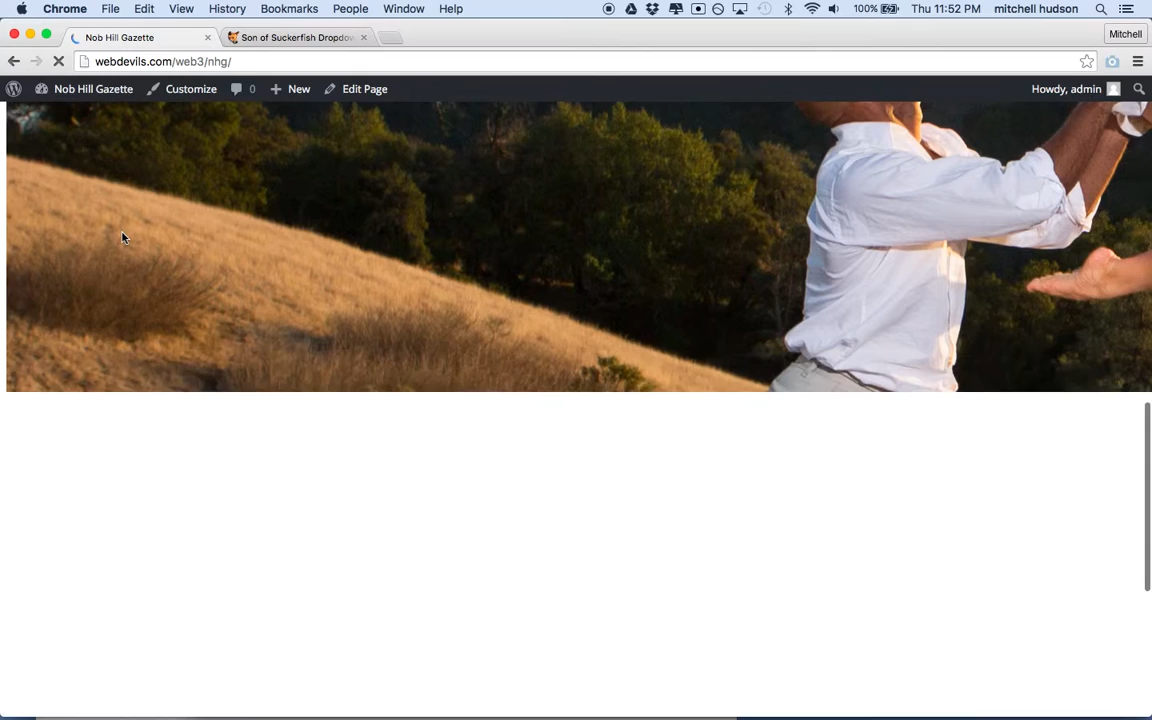 Chrome File Edit View History Bookmarks People Window Help 100% Thu 11:52 PM mitchell hudson
Nob Hill Gazette Son of Suckerfish Dropdow Mitchell
webdevils.com/web3/nhg/
Nob Hill Gazette Customize 0 New Edit Page Howdy, admin